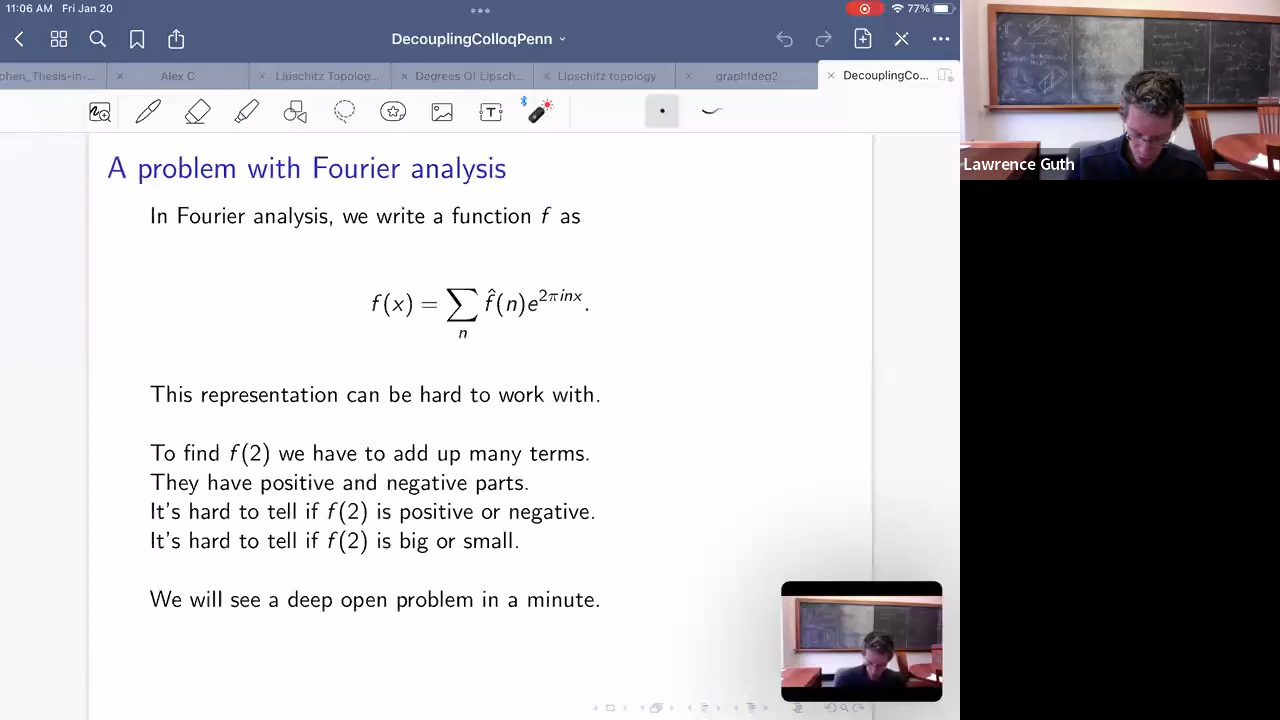 11:06 AM Fri Jan 20
77%
DecouplingColloqPenn
phen_Thesis-in-...
Alex C
Lipschitz Topolog...
Degrees Of Lipsch...
Lipschitz topology
graphfdeg2
DecouplingCo...
Lawrence Guth
A problem with Fourier analysis
In Fourier analysis, we write a function f as
f(x) = ∑_n f̂(n)e^{2πinx}.
This representation can be hard to work with.
To find f(2) we have to add up many terms.
They have positive and negative parts.
It's hard to tell if f(2) is positive or negative.
It's hard to tell if f(2) is big or small.
We will see a deep open problem in a minute.